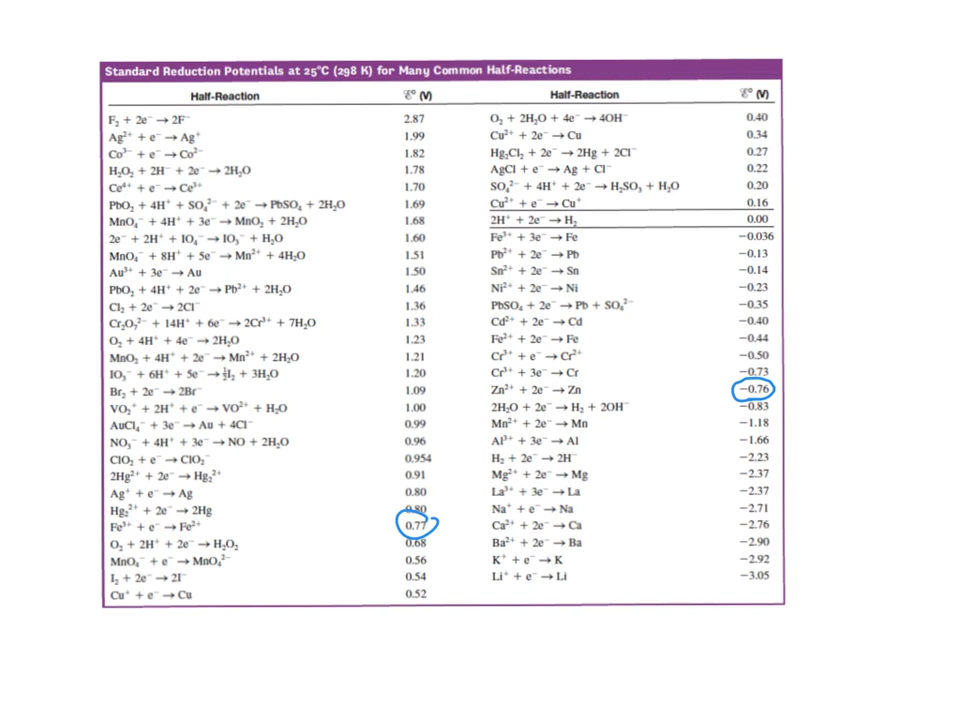 Standard Reduction Potentials at 25°C (298 K) for Many Common Half-Reactions
Half-Reaction ℰ° (V)
F₂ + 2e⁻ → 2F⁻ 2.87
Ag²⁺ + e⁻ → Ag⁺ 1.99
Co³⁺ + e⁻ → Co²⁺ 1.82
H₂O₂ + 2H⁺ + 2e⁻ → 2H₂O 1.78
Ce⁴⁺ + e⁻ → Ce³⁺ 1.70
PbO₂ + 4H⁺ + SO₄²⁻ + 2e⁻ → PbSO₄ + 2H₂O 1.69
MnO₄⁻ + 4H⁺ + 3e⁻ → MnO₂ + 2H₂O 1.68
2e⁻ + 2H⁺ + IO₄⁻ → IO₃⁻ + H₂O 1.60
MnO₄⁻ + 8H⁺ + 5e⁻ → Mn²⁺ + 4H₂O 1.51
Au³⁺ + 3e⁻ → Au 1.50
PbO₂ + 4H⁺ + 2e⁻ → Pb²⁺ + 2H₂O 1.46
Cl₂ + 2e⁻ → 2Cl⁻ 1.36
Cr₂O₇²⁻ + 14H⁺ + 6e⁻ → 2Cr³⁺ + 7H₂O 1.33
O₂ + 4H⁺ + 4e⁻ → 2H₂O 1.23
MnO₂ + 4H⁺ + 2e⁻ → Mn²⁺ + 2H₂O 1.21
IO₃⁻ + 6H⁺ + 5e⁻ → ½I₂ + 3H₂O 1.20
Br₂ + 2e⁻ → 2Br⁻ 1.09
VO₂⁺ + 2H⁺ + e⁻ → VO²⁺ + H₂O 1.00
AuCl₄⁻ + 3e⁻ → Au + 4Cl⁻ 0.99
NO₃⁻ + 4H⁺ + 3e⁻ → NO + 2H₂O 0.96
ClO₂ + e⁻ → ClO₂⁻ 0.954
2Hg²⁺ + 2e⁻ → Hg₂²⁺ 0.91
Ag⁺ + e⁻ → Ag 0.80
Hg₂²⁺ + 2e⁻ → 2Hg 0.80
Fe³⁺ + e⁻ → Fe²⁺ 0.77
O₂ + 2H⁺ + 2e⁻ → H₂O₂ 0.68
MnO₄⁻ + e⁻ → MnO₄²⁻ 0.56
I₂ + 2e⁻ → 2I⁻ 0.54
Cu⁺ + e⁻ → Cu 0.52
Half-Reaction ℰ° (V)
O₂ + 2H₂O + 4e⁻ → 4OH⁻ 0.40
Cu²⁺ + 2e⁻ → Cu 0.34
Hg₂Cl₂ + 2e⁻ → 2Hg + 2Cl⁻ 0.27
AgCl + e⁻ → Ag + Cl⁻ 0.22
SO₄²⁻ + 4H⁺ + 2e⁻ → H₂SO₃ + H₂O 0.20
Cu²⁺ + e⁻ → Cu⁺ 0.16
2H⁺ + 2e⁻ → H₂ 0.00
Fe³⁺ + 3e⁻ → Fe −0.036
Pb²⁺ + 2e⁻ → Pb −0.13
Sn²⁺ + 2e⁻ → Sn −0.14
Ni²⁺ + 2e⁻ → Ni −0.23
PbSO₄ + 2e⁻ → Pb + SO₄²⁻ −0.35
Cd²⁺ + 2e⁻ → Cd −0.40
Fe²⁺ + 2e⁻ → Fe −0.44
Cr³⁺ + e⁻ → Cr²⁺ −0.50
Cr³⁺ + 3e⁻ → Cr −0.73
Zn²⁺ + 2e⁻ → Zn −0.76
2H₂O + 2e⁻ → H₂ + 2OH⁻ −0.83
Mn²⁺ + 2e⁻ → Mn −1.18
Al³⁺ + 3e⁻ → Al −1.66
H₂ + 2e⁻ → 2H⁻ −2.23
Mg²⁺ + 2e⁻ → Mg −2.37
La³⁺ + 3e⁻ → La −2.37
Na⁺ + e⁻ → Na −2.71
Ca²⁺ + 2e⁻ → Ca −2.76
Ba²⁺ + 2e⁻ → Ba −2.90
K⁺ + e⁻ → K −2.92
Li⁺ + e⁻ → Li −3.05